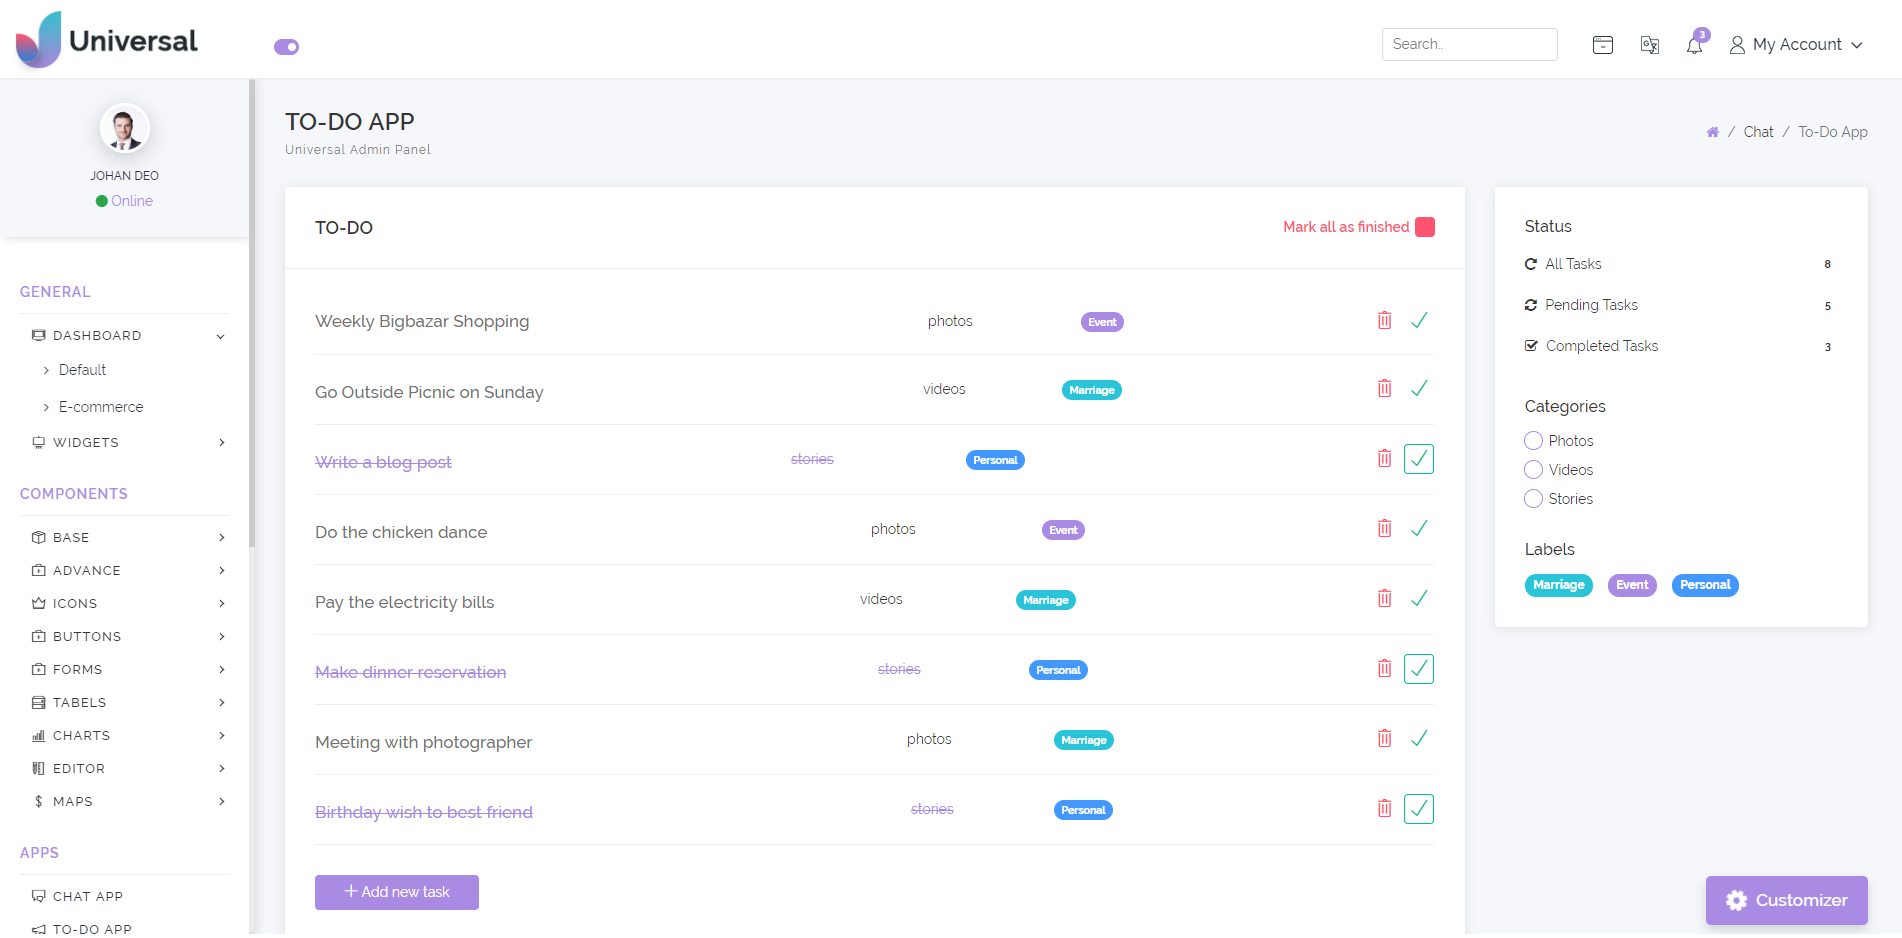 Universal
Search..
3
My Account
JOHAN DEO
Online
GENERAL
DASHBOARD
Default
E-commerce
WIDGETS
COMPONENTS
BASE
ADVANCE
ICONS
BUTTONS
FORMS
TABELS
CHARTS
EDITOR
MAPS
APPS
CHAT APP
TO-DO APP
TO-DO APP
Universal Admin Panel
/ Chat / To-Do App
TO-DO
Mark all as finished
Weekly Bigbazar Shopping photos Event
Go Outside Picnic on Sunday videos Marriage
Write a blog post stories Personal
Do the chicken dance photos Event
Pay the electricity bills videos Marriage
Make dinner reservation stories Personal
Meeting with photographer photos Marriage
Birthday wish to best friend stories Personal
Add new task
Status
All Tasks 8
Pending Tasks 5
Completed Tasks 3
Categories
Photos
Videos
Stories
Labels
Marriage Event Personal
Customizer